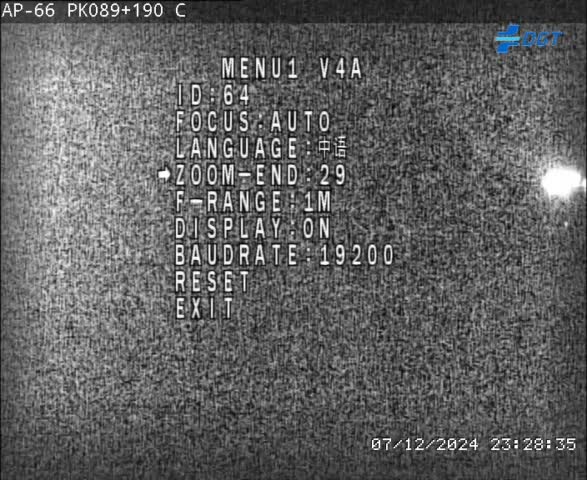 AP-66 PK089+190 C
DGT
MENU1 V4A
ID:64
FOCUS:AUTO
LANGUAGE:中语
ZOOM-END:29
F-RANGE:1M
DISPLAY:ON
BAUDRATE:19200
RESET
EXIT
07/12/2024 23:28:35